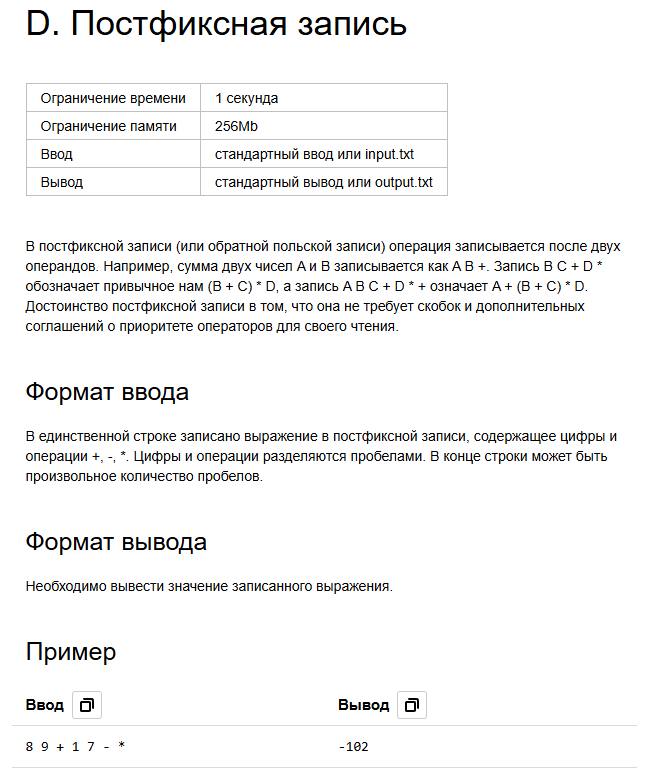 D. Постфиксная запись
Ограничение времени 1 секунда
Ограничение памяти 256Mb
Ввод стандартный ввод или input.txt
Вывод стандартный вывод или output.txt
В постфиксной записи (или обратной польской записи) операция записывается после двух
операндов. Например, сумма двух чисел A и B записывается как A B +. Запись B C + D *
обозначает привычное нам (B + C) * D, а запись A B C + D * + означает A + (B + C) * D.
Достоинство постфиксной записи в том, что она не требует скобок и дополнительных
соглашений о приоритете операторов для своего чтения.
Формат ввода
В единственной строке записано выражение в постфиксной записи, содержащее цифры и
операции +, -, *. Цифры и операции разделяются пробелами. В конце строки может быть
произвольное количество пробелов.
Формат вывода
Необходимо вывести значение записанного выражения.
Пример
Ввод Вывод
8 9 + 1 7 - * -102